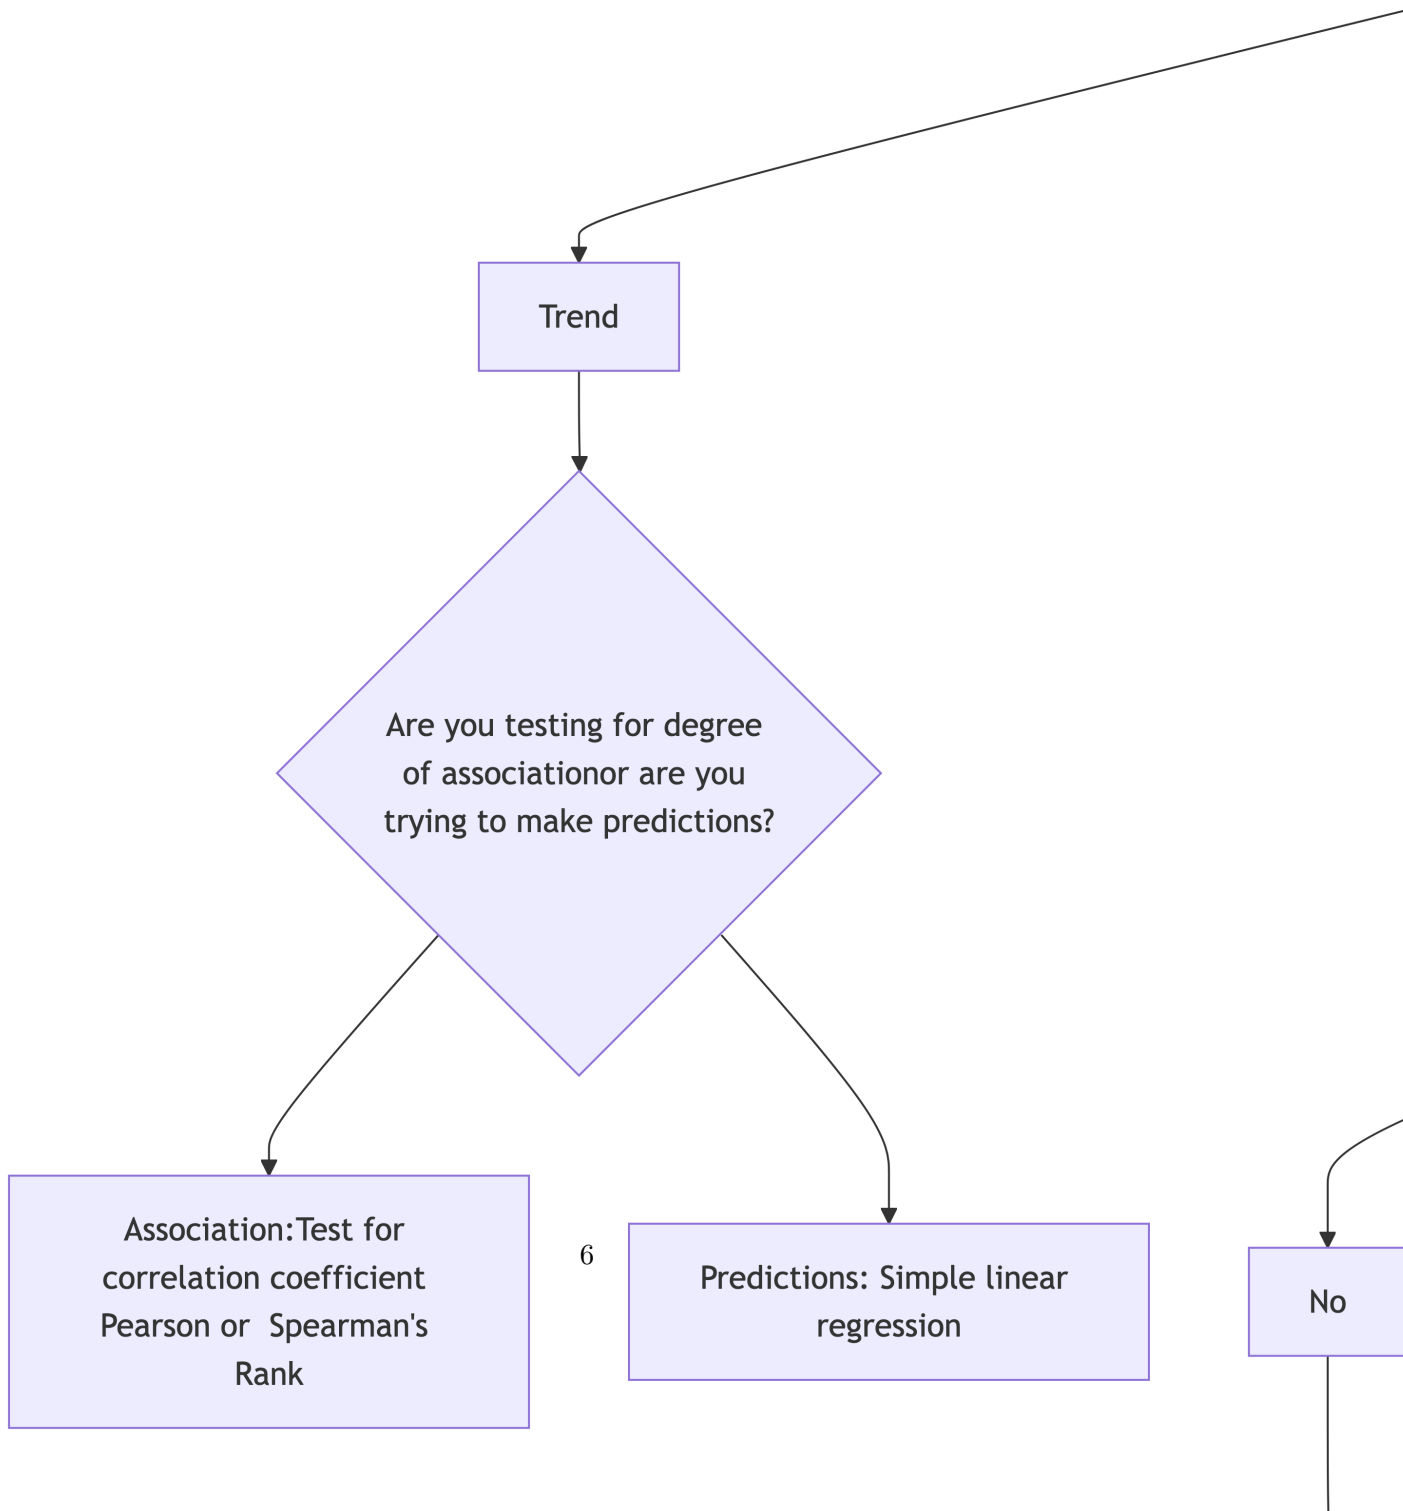 Trend
Are you testing for degree
of associationor are you
trying to make predictions?
Association:Test for
correlation coefficient
Pearson or  Spearman's
Rank
6
Predictions: Simple linear
regression
No